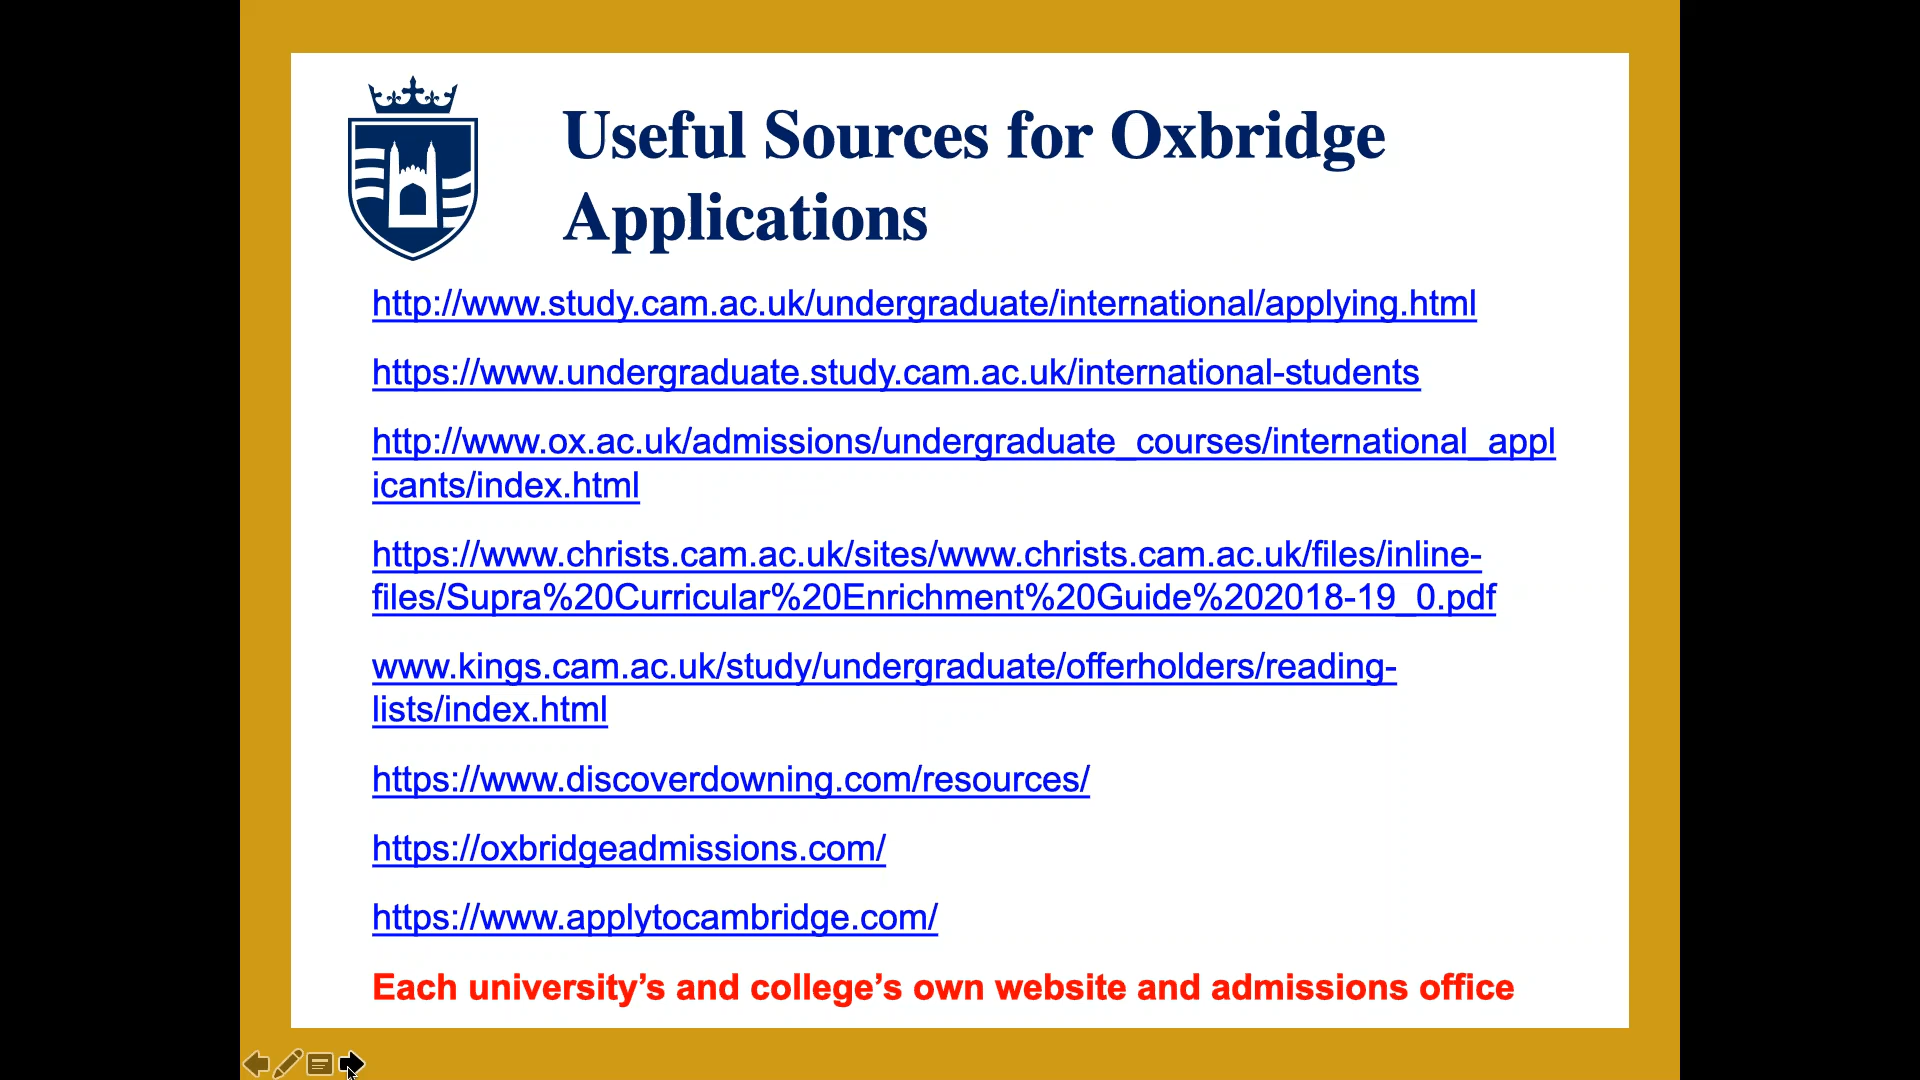 Useful Sources for Oxbridge
Applications
http://www.study.cam.ac.uk/undergraduate/international/applying.html
https://www.undergraduate.study.cam.ac.uk/international-students
http://www.ox.ac.uk/admissions/undergraduate_courses/international_appl
icants/index.html
https://www.christs.cam.ac.uk/sites/www.christs.cam.ac.uk/files/inline-
files/Supra%20Curricular%20Enrichment%20Guide%202018-19_0.pdf
www.kings.cam.ac.uk/study/undergraduate/offerholders/reading-
lists/index.html
https://www.discoverdowning.com/resources/
https://oxbridgeadmissions.com/
https://www.applytocambridge.com/
Each university’s and college’s own website and admissions office